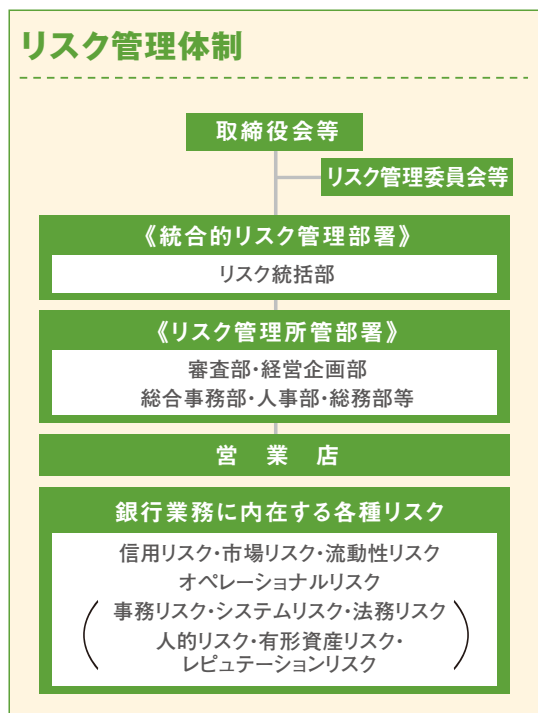 リスク管理体制
取締役会等
リスク管理委員会等
《統合的リスク管理部署》
リスク統括部
《リスク管理所管部署》
審査部・経営企画部
総合事務部・人事部・総務部等
営業店
銀行業務に内在する各種リスク
信用リスク・市場リスク・流動性リスク
オペレーショナルリスク
(事務リスク・システムリスク・法務リスク
人的リスク・有形資産リスク・
レピュテーションリスク)